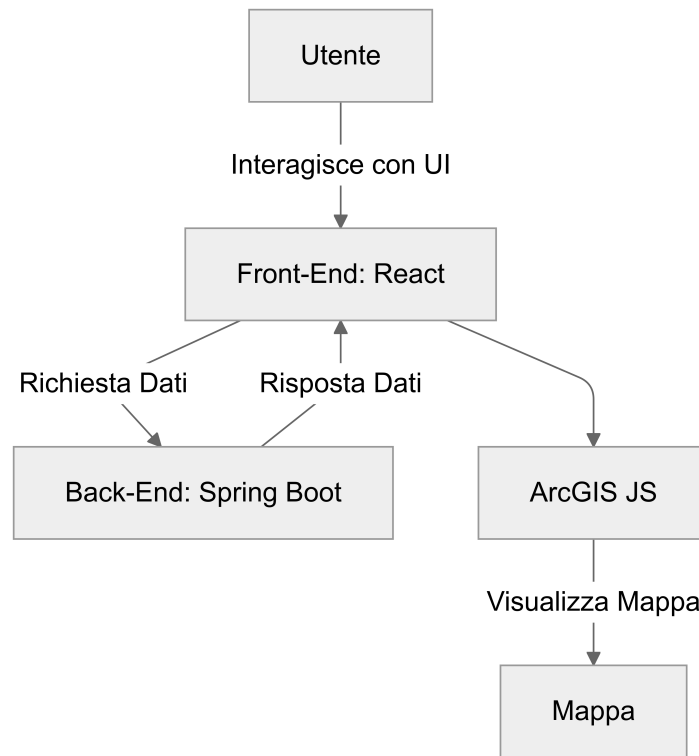 Utente
Interagisce con UI
Front-End: React
Richiesta Dati
Risposta Dati
Back-End: Spring Boot
ArcGIS JS
Visualizza Mappa
Mappa